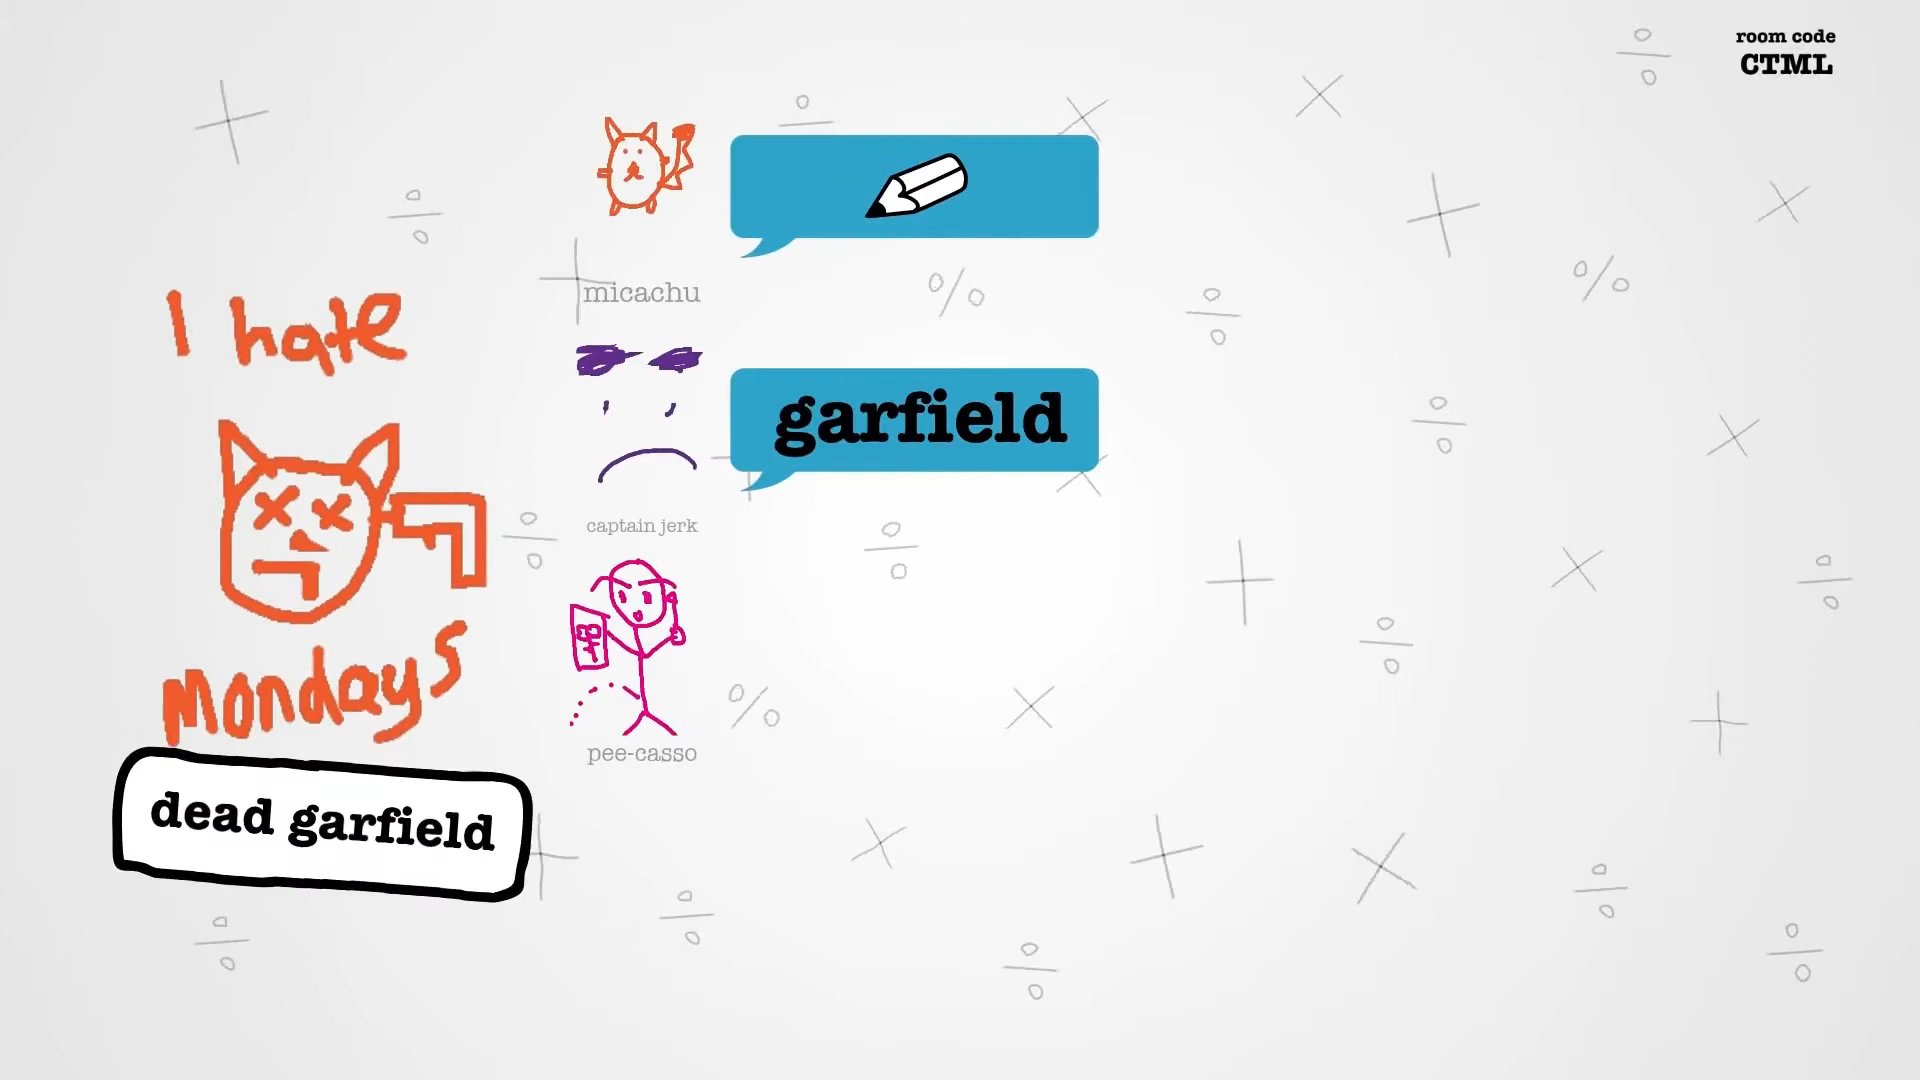 room code
CTML
I hate
mondays
dead garfield
micachu
garfield
captain jerk
pee-casso